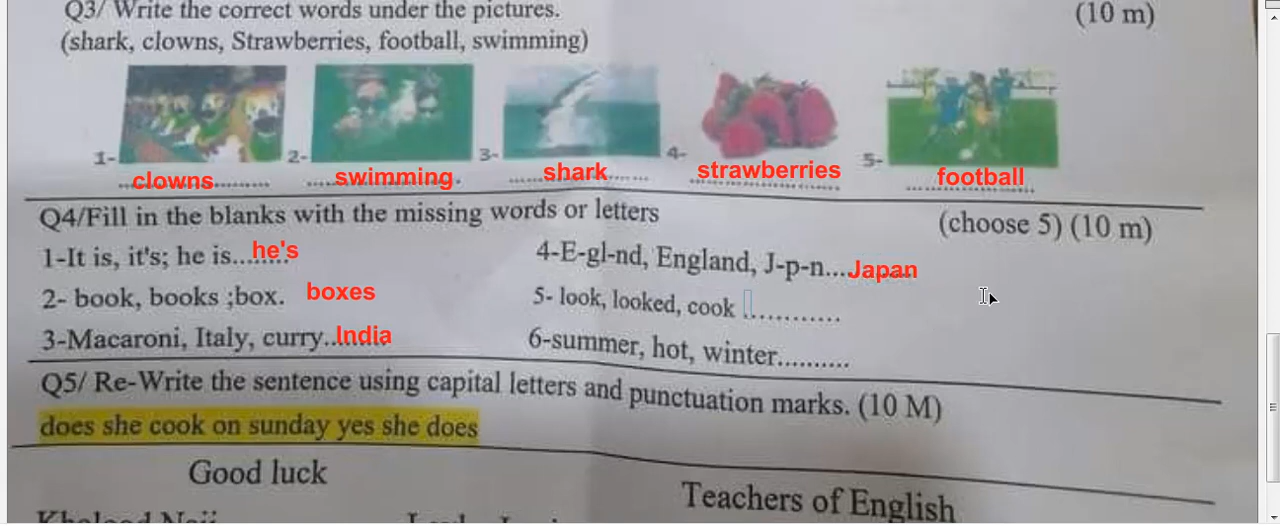 Q3/ Write the correct words under the pictures. (10 m)
(shark, clowns, Strawberries, football, swimming)
1- 2- 3- 4- 5-
clowns swimming shark strawberries football
Q4/Fill in the blanks with the missing words or letters (choose 5) (10 m)
1-It is, it's; he is........ he's 4-E-gl-nd, England, J-p-n.... Japan
2- book, books ;box. boxes 5- look, looked, cook ............
3-Macaroni, Italy, curry........ India 6-summer, hot, winter..........
Q5/ Re-Write the sentence using capital letters and punctuation marks. (10 M)
does she cook on sunday yes she does
Good luck
Teachers of English